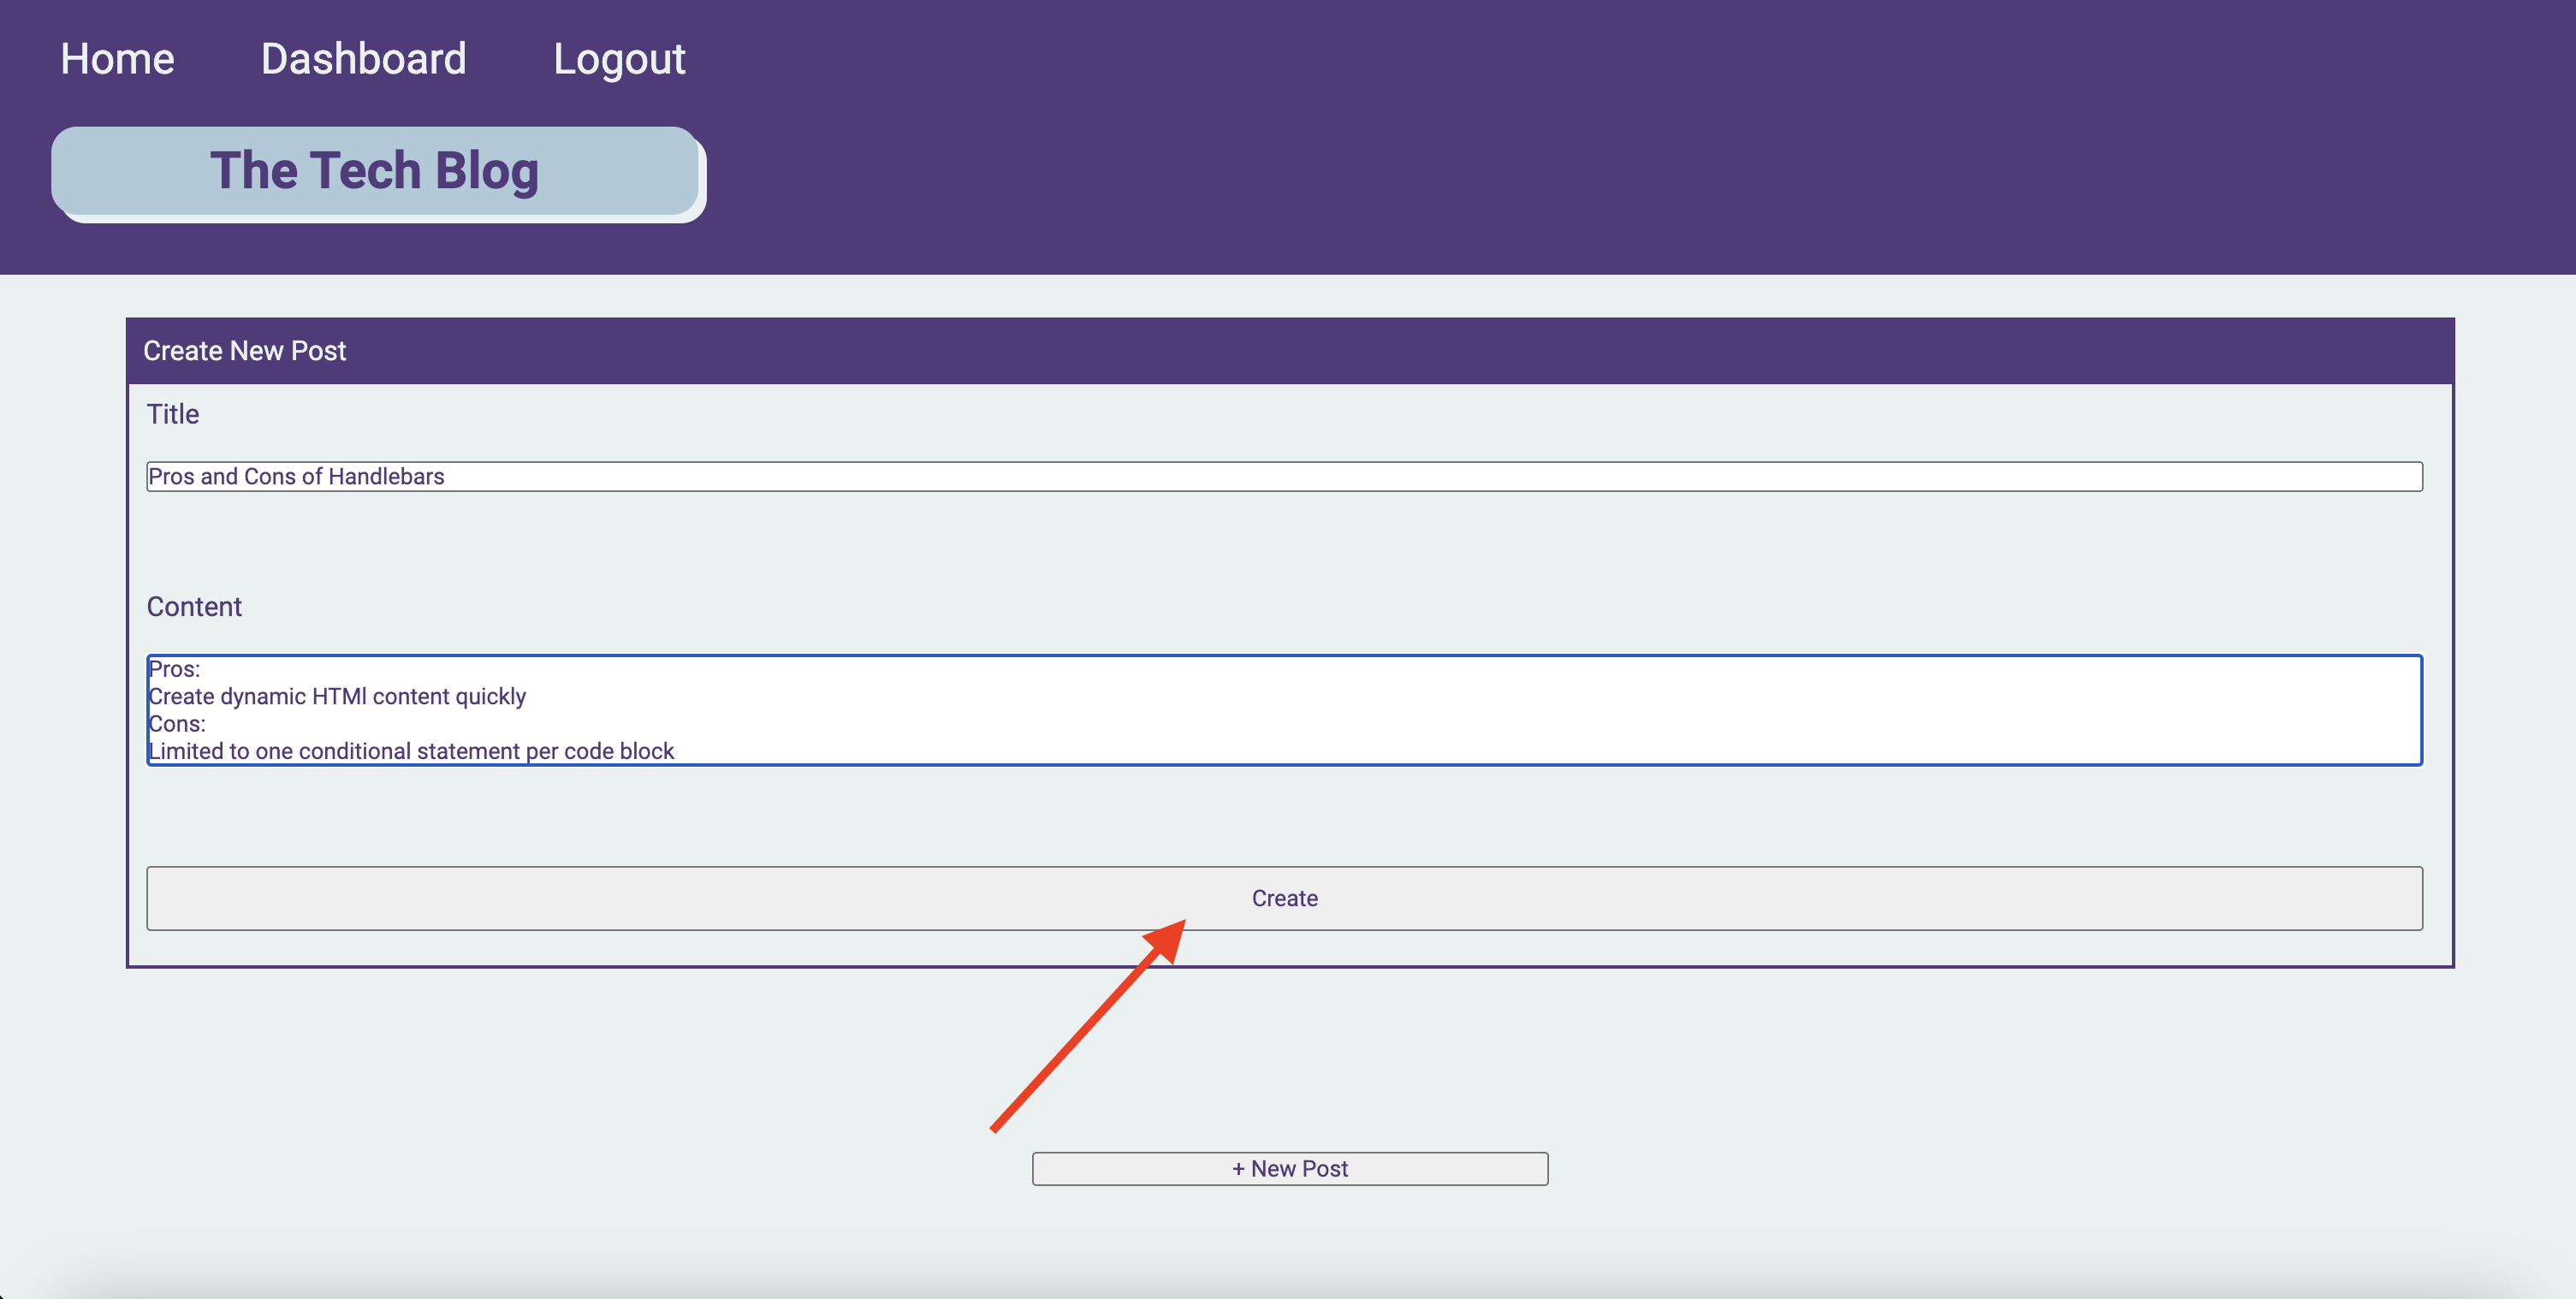 Home Dashboard Logout
The Tech Blog
Create New Post
Title
Pros and Cons of Handlebars
Content
Pros:
Create dynamic HTMl content quickly
Cons:
Limited to one conditional statement per code block
Create
+ New Post